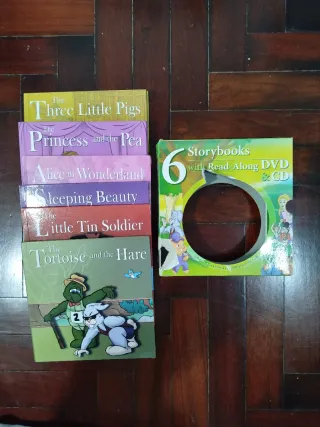 The
Three Little Pigs
The
Princess and the Pea
Alice in Wonderland
Sleeping Beauty
The
Little Tin Soldier
The
Tortoise and the Hare
2
6 Storybooks
with Read-Along DVD
& CD